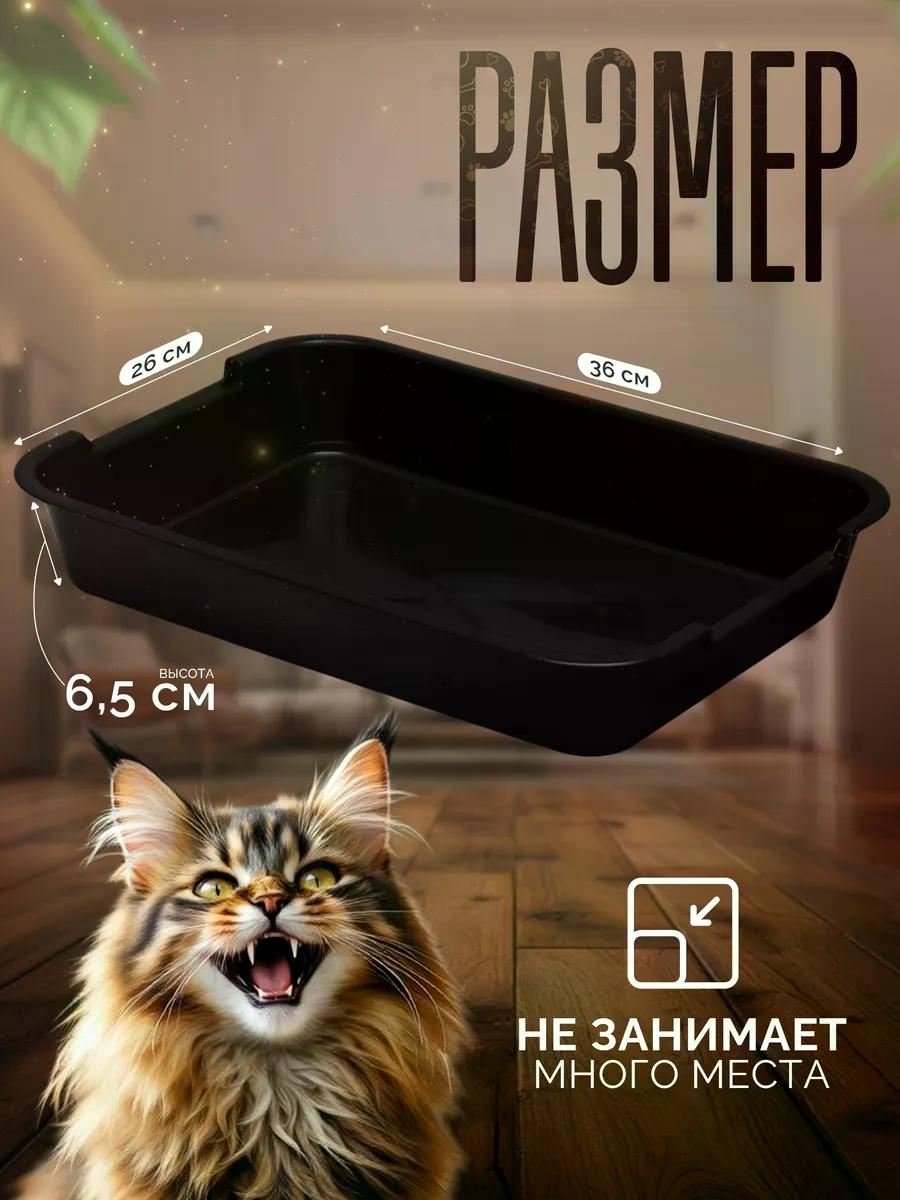 РАЗМЕР
26 см
36 см
ВЫСОТА
6,5 см
НЕ ЗАНИМАЕТ
МНОГО МЕСТА